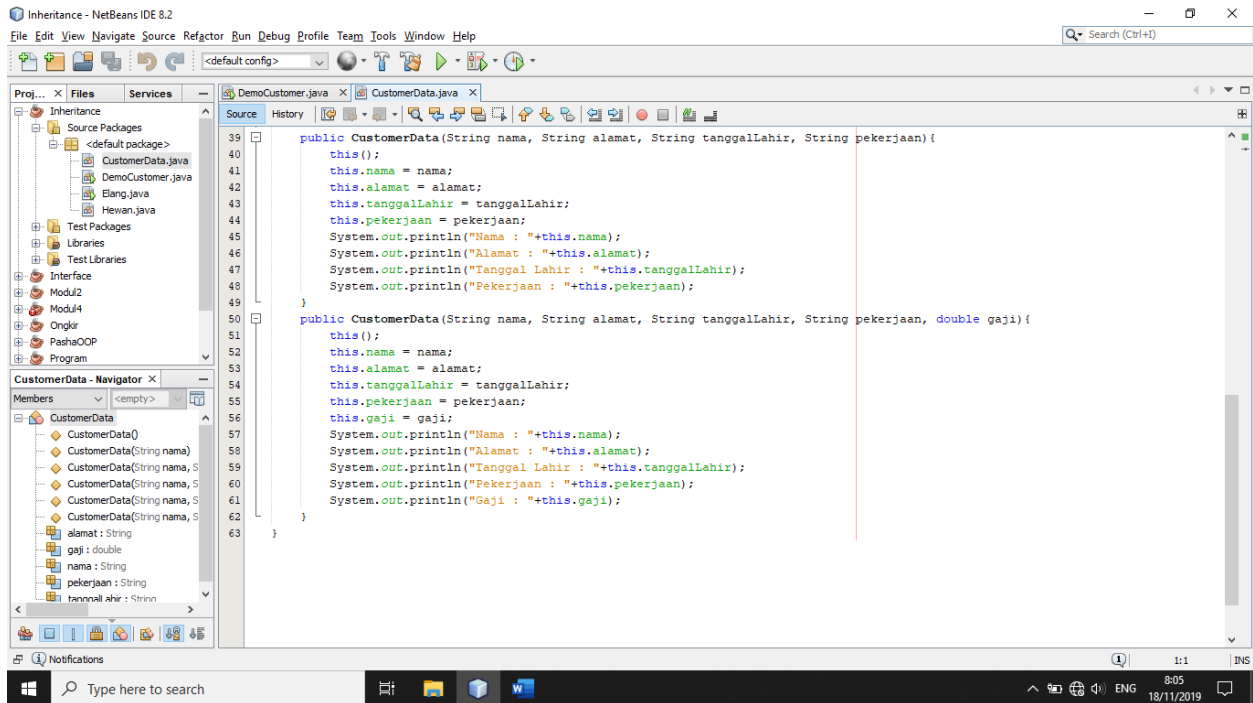 Inheritance - NetBeans IDE 8.2
File Edit View Navigate Source Refactor Run Debug Profile Team Tools Window Help
Search (Ctrl+I)
<default config>
Proj... Files Services
DemoCustomer.java CustomerData.java
Source History
Inheritance
Source Packages
<default package>
CustomerData.java
DemoCustomer.java
Elang.java
Hewan.java
Test Packages
Libraries
Test Libraries
Interface
Modul2
Modul4
Ongkir
PashaOOP
Program
CustomerData - Navigator
Members <empty>
CustomerData
CustomerData()
CustomerData(String nama)
CustomerData(String nama, S
CustomerData(String nama, S
CustomerData(String nama, S
CustomerData(String nama, S
alamat : String
gaji : double
nama : String
pekerjaan : String
tanggalLahir : String
39 public CustomerData(String nama, String alamat, String tanggalLahir, String pekerjaan){
40 this();
41 this.nama = nama;
42 this.alamat = alamat;
43 this.tanggalLahir = tanggalLahir;
44 this.pekerjaan = pekerjaan;
45 System.out.println("Nama : "+this.nama);
46 System.out.println("Alamat : "+this.alamat);
47 System.out.println("Tanggal Lahir : "+this.tanggalLahir);
48 System.out.println("Pekerjaan : "+this.pekerjaan);
49 }
50 public CustomerData(String nama, String alamat, String tanggalLahir, String pekerjaan, double gaji){
51 this();
52 this.nama = nama;
53 this.alamat = alamat;
54 this.tanggalLahir = tanggalLahir;
55 this.pekerjaan = pekerjaan;
56 this.gaji = gaji;
57 System.out.println("Nama : "+this.nama);
58 System.out.println("Alamat : "+this.alamat);
59 System.out.println("Tanggal Lahir : "+this.tanggalLahir);
60 System.out.println("Pekerjaan : "+this.pekerjaan);
61 System.out.println("Gaji : "+this.gaji);
62 }
63 }
Notifications
1 1:1 INS
Type here to search
ENG
8:05
18/11/2019